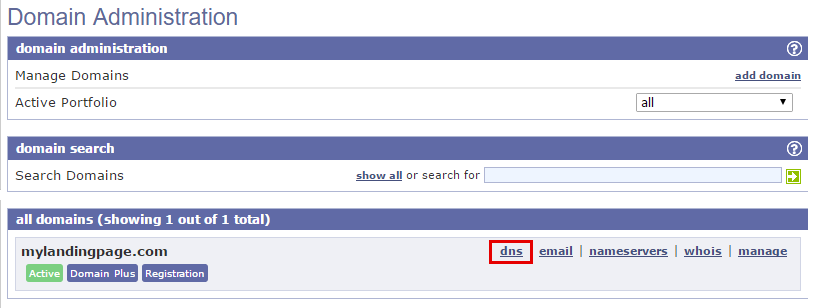 Domain Administration
domain administration ?
Manage Domains add domain
Active Portfolio all
domain search ?
Search Domains show all or search for
all domains (showing 1 out of 1 total)
mylandingpage.com dns email | nameservers | whois | manage
Active Domain Plus Registration